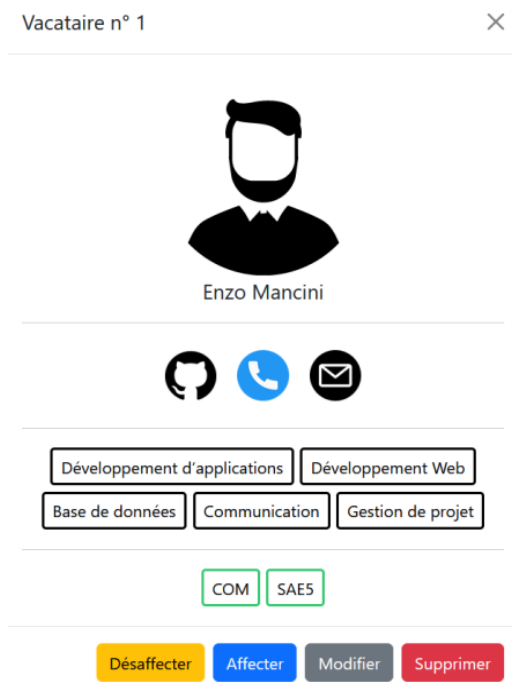 Vacataire n° 1
Enzo Mancini
Développement d'applications Développement Web
Base de données Communication Gestion de projet
COM SAE5
Désaffecter Affecter Modifier Supprimer